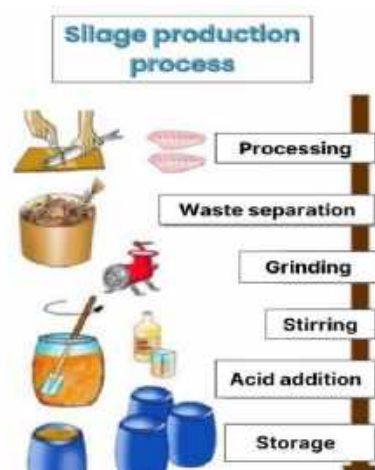 Silage production
process
Processing
Waste separation
Grinding
Stirring
Acid addition
Storage